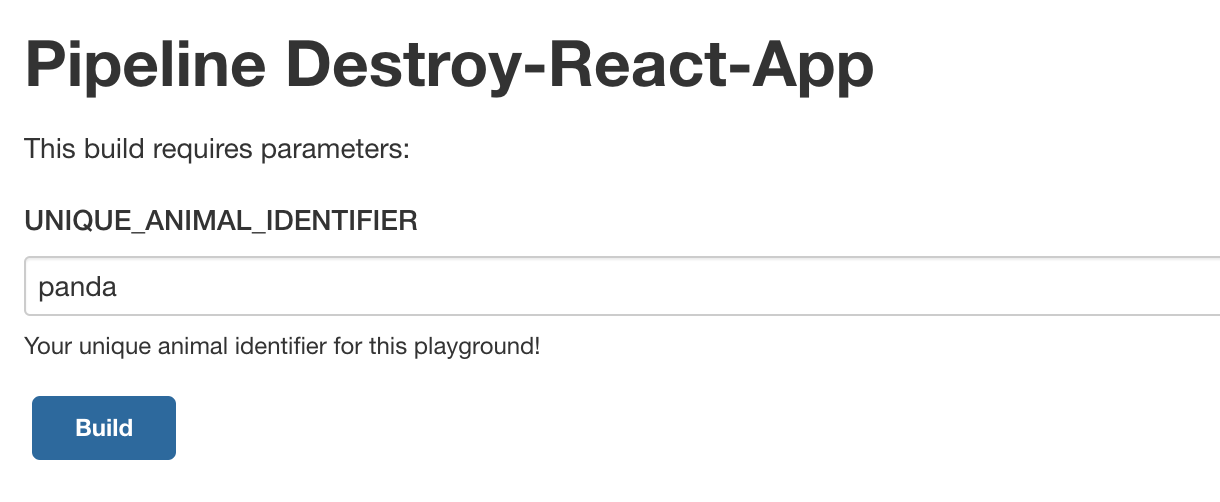 Pipeline Destroy-React-App
This build requires parameters:
UNIQUE_ANIMAL_IDENTIFIER
panda
Your unique animal identifier for this playground!
Build